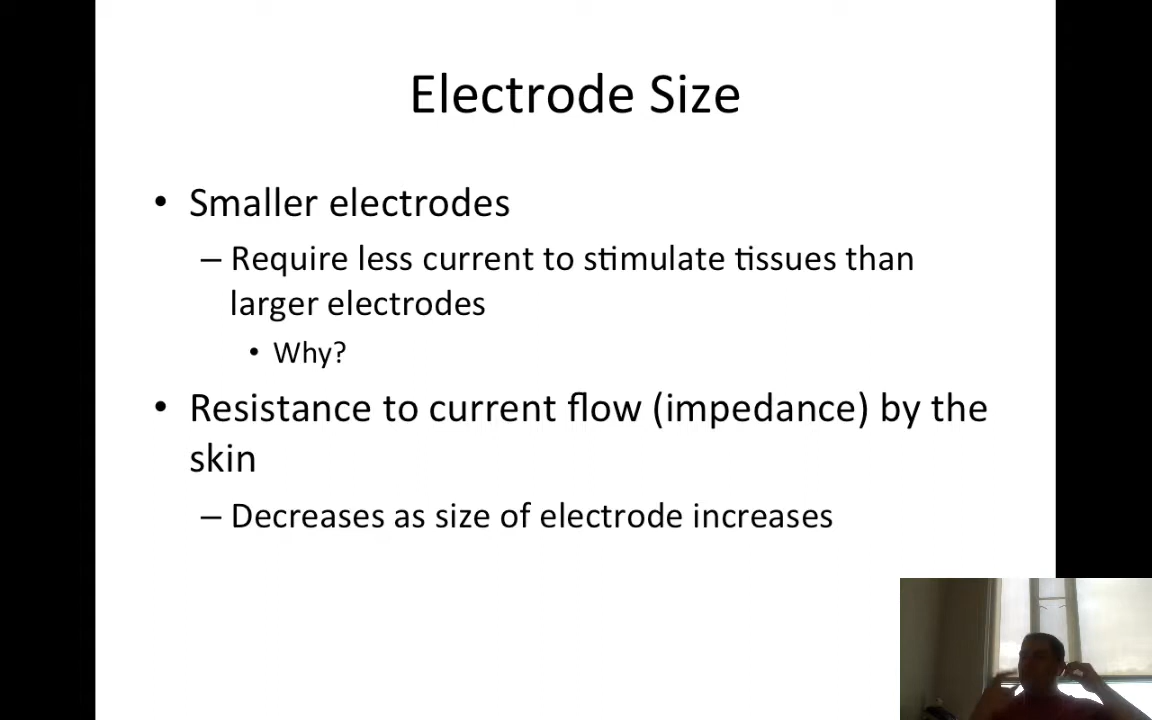 Electrode Size
• Smaller electrodes
– Require less current to stimulate tissues than
larger electrodes
• Why?
• Resistance to current flow (impedance) by the
skin
– Decreases as size of electrode increases